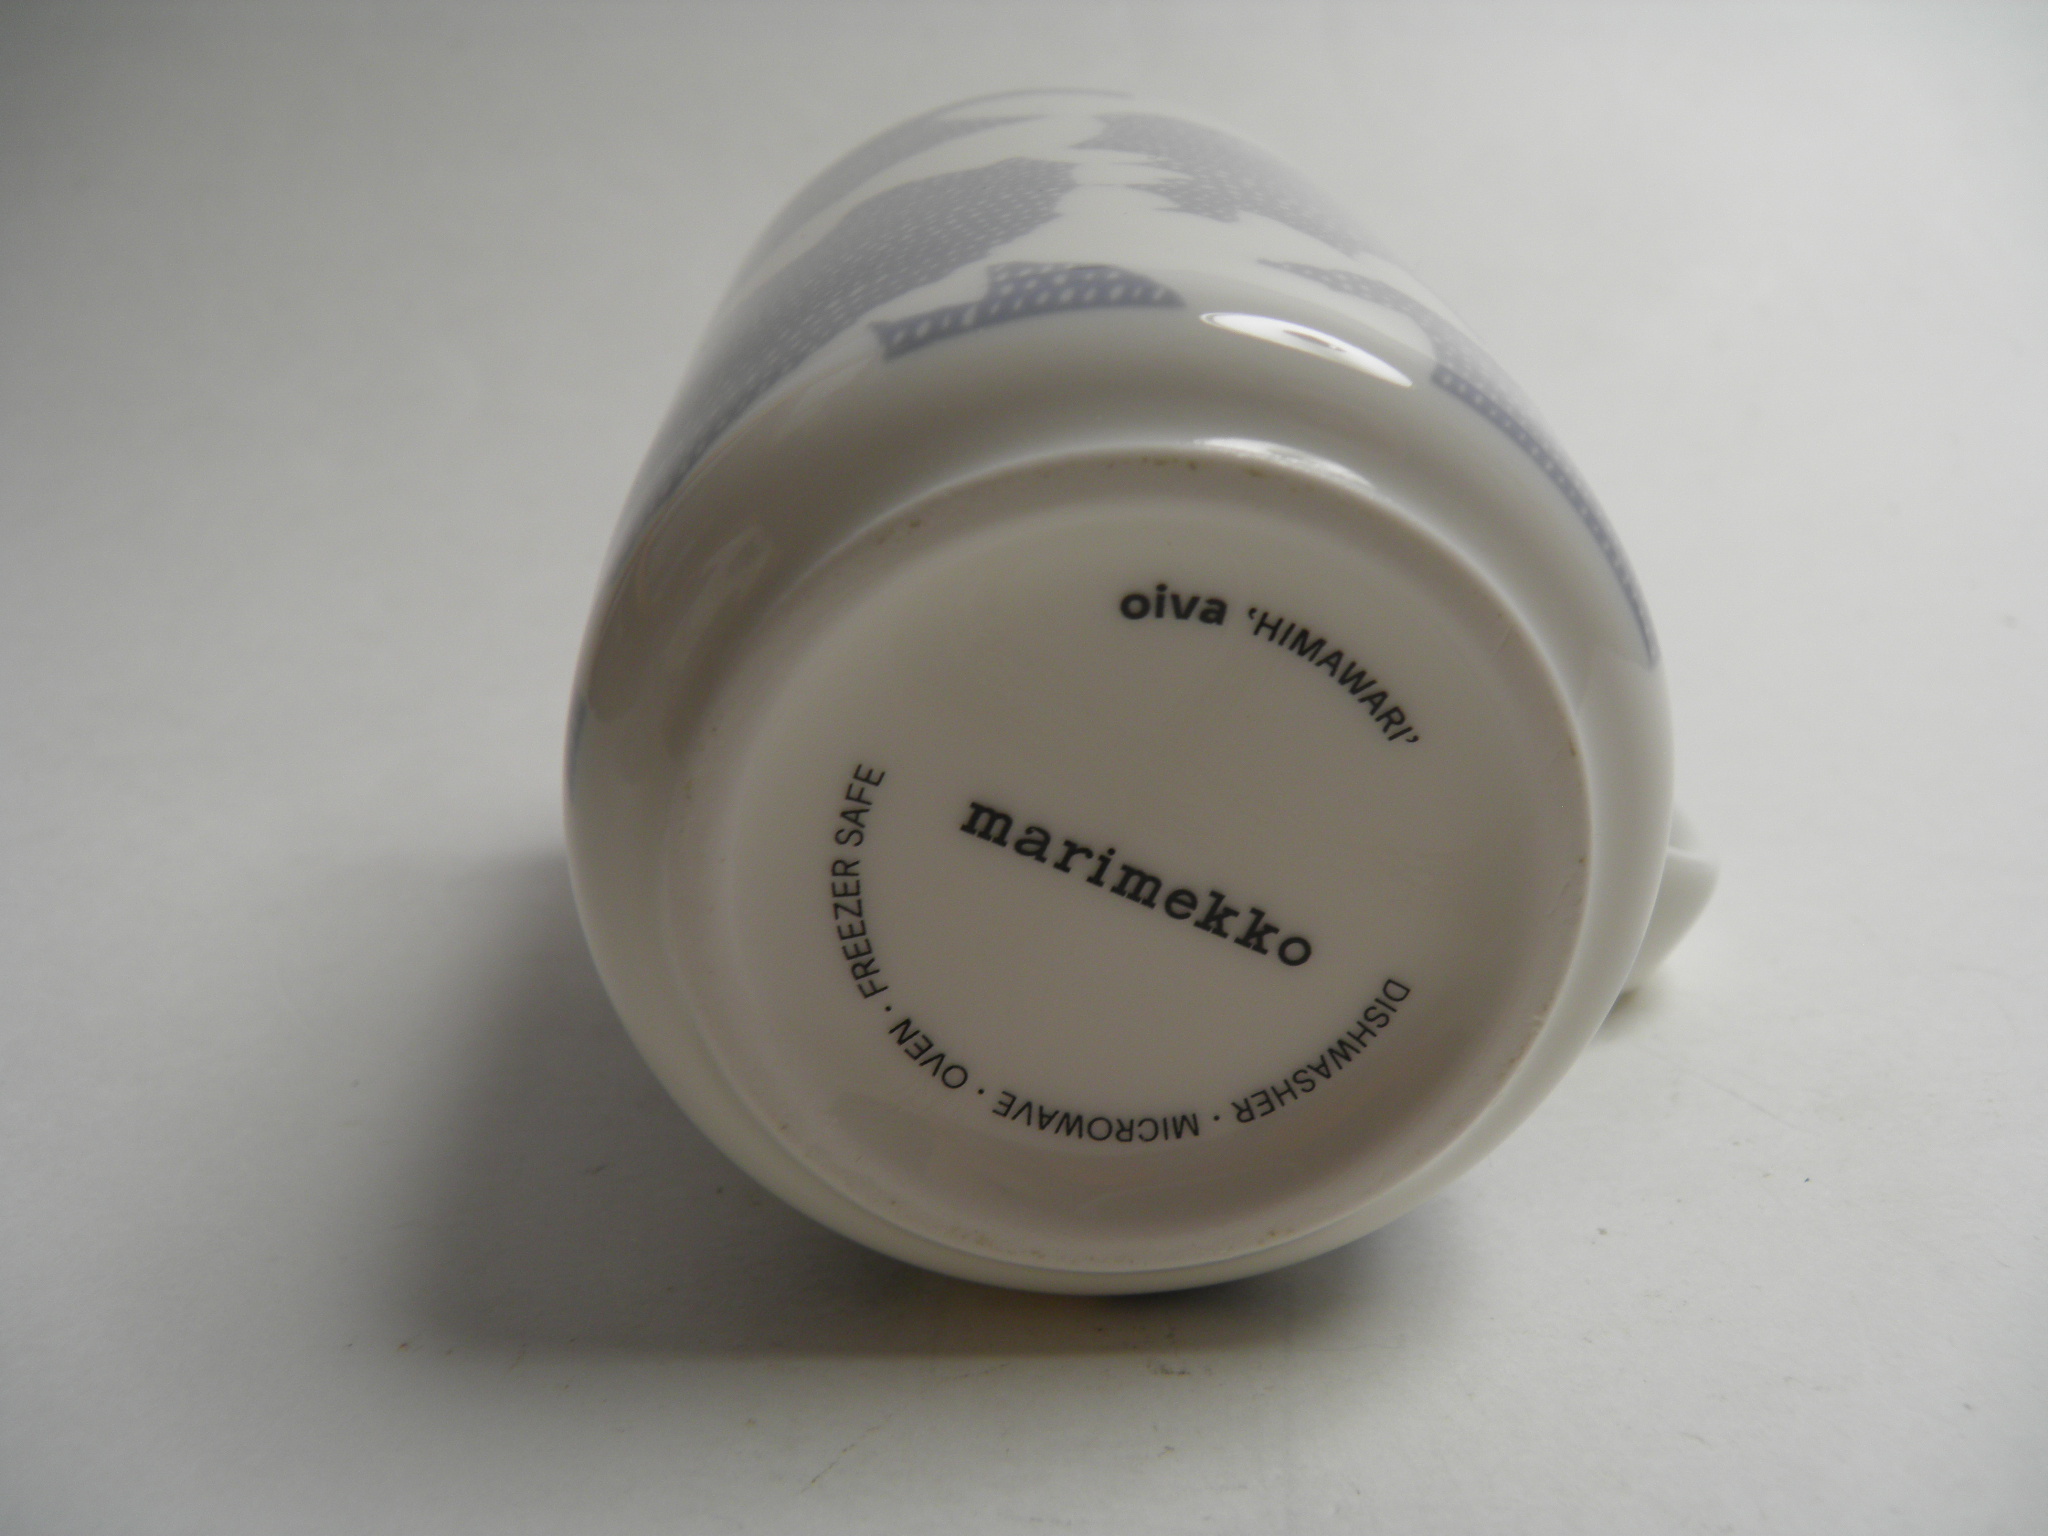 oiva ‘HIMAWARI’
marimekko
DISHWASHER · MICROWAVE · OVEN · FREEZER SAFE